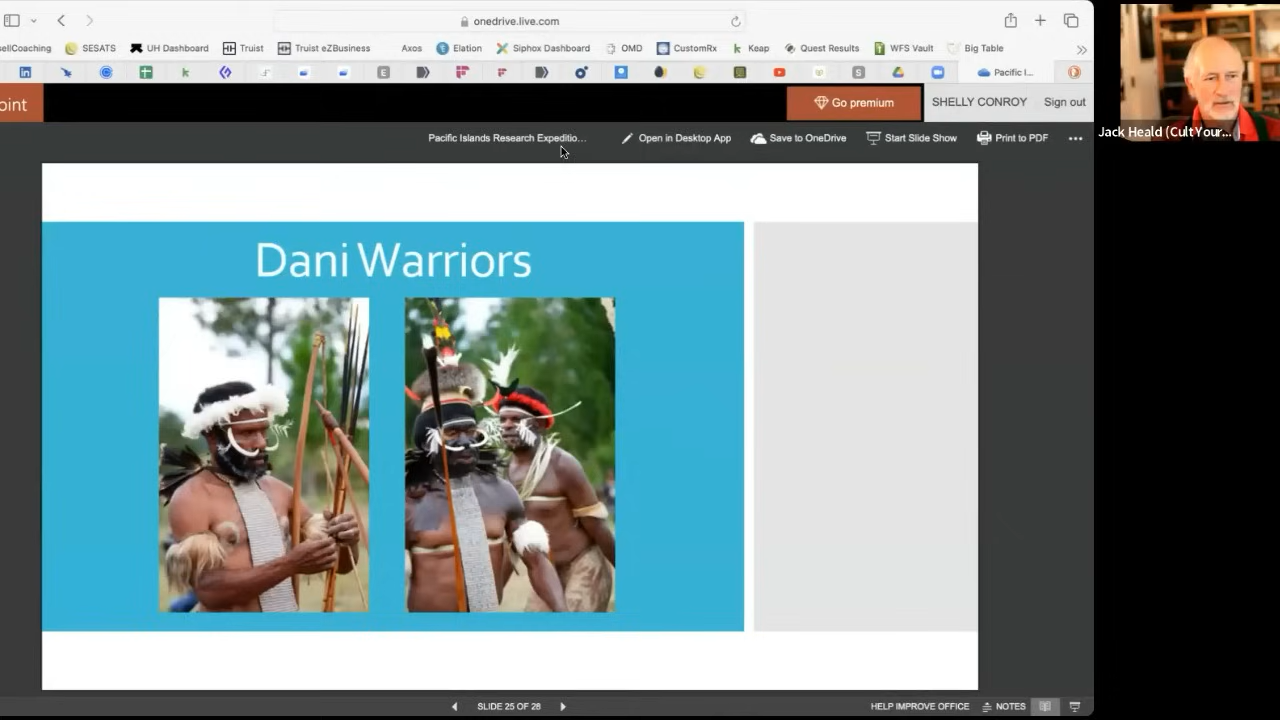 onedrive.live.com
sellCoaching SESATS UH Dashboard Truist Truist eZBusiness Axos Elation Siphox Dashboard OMD CustomRx Keap Quest Results WFS Vault Big Table
Pacific I...
oint Go premium SHELLY CONROY Sign out
Jack Heald (CultYour...
Pacific Islands Research Expeditio... Open in Desktop App Save to OneDrive Start Slide Show Print to PDF
Dani Warriors
SLIDE 25 OF 28 HELP IMPROVE OFFICE NOTES